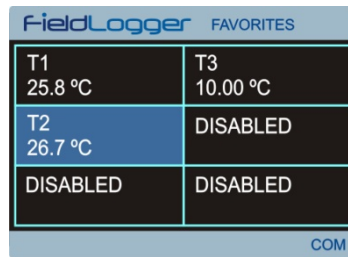 FieldLogger FAVORITES
T1
25.8 ºC
T3
10.00 ºC
T2
26.7 ºC
DISABLED
DISABLED
DISABLED
COM